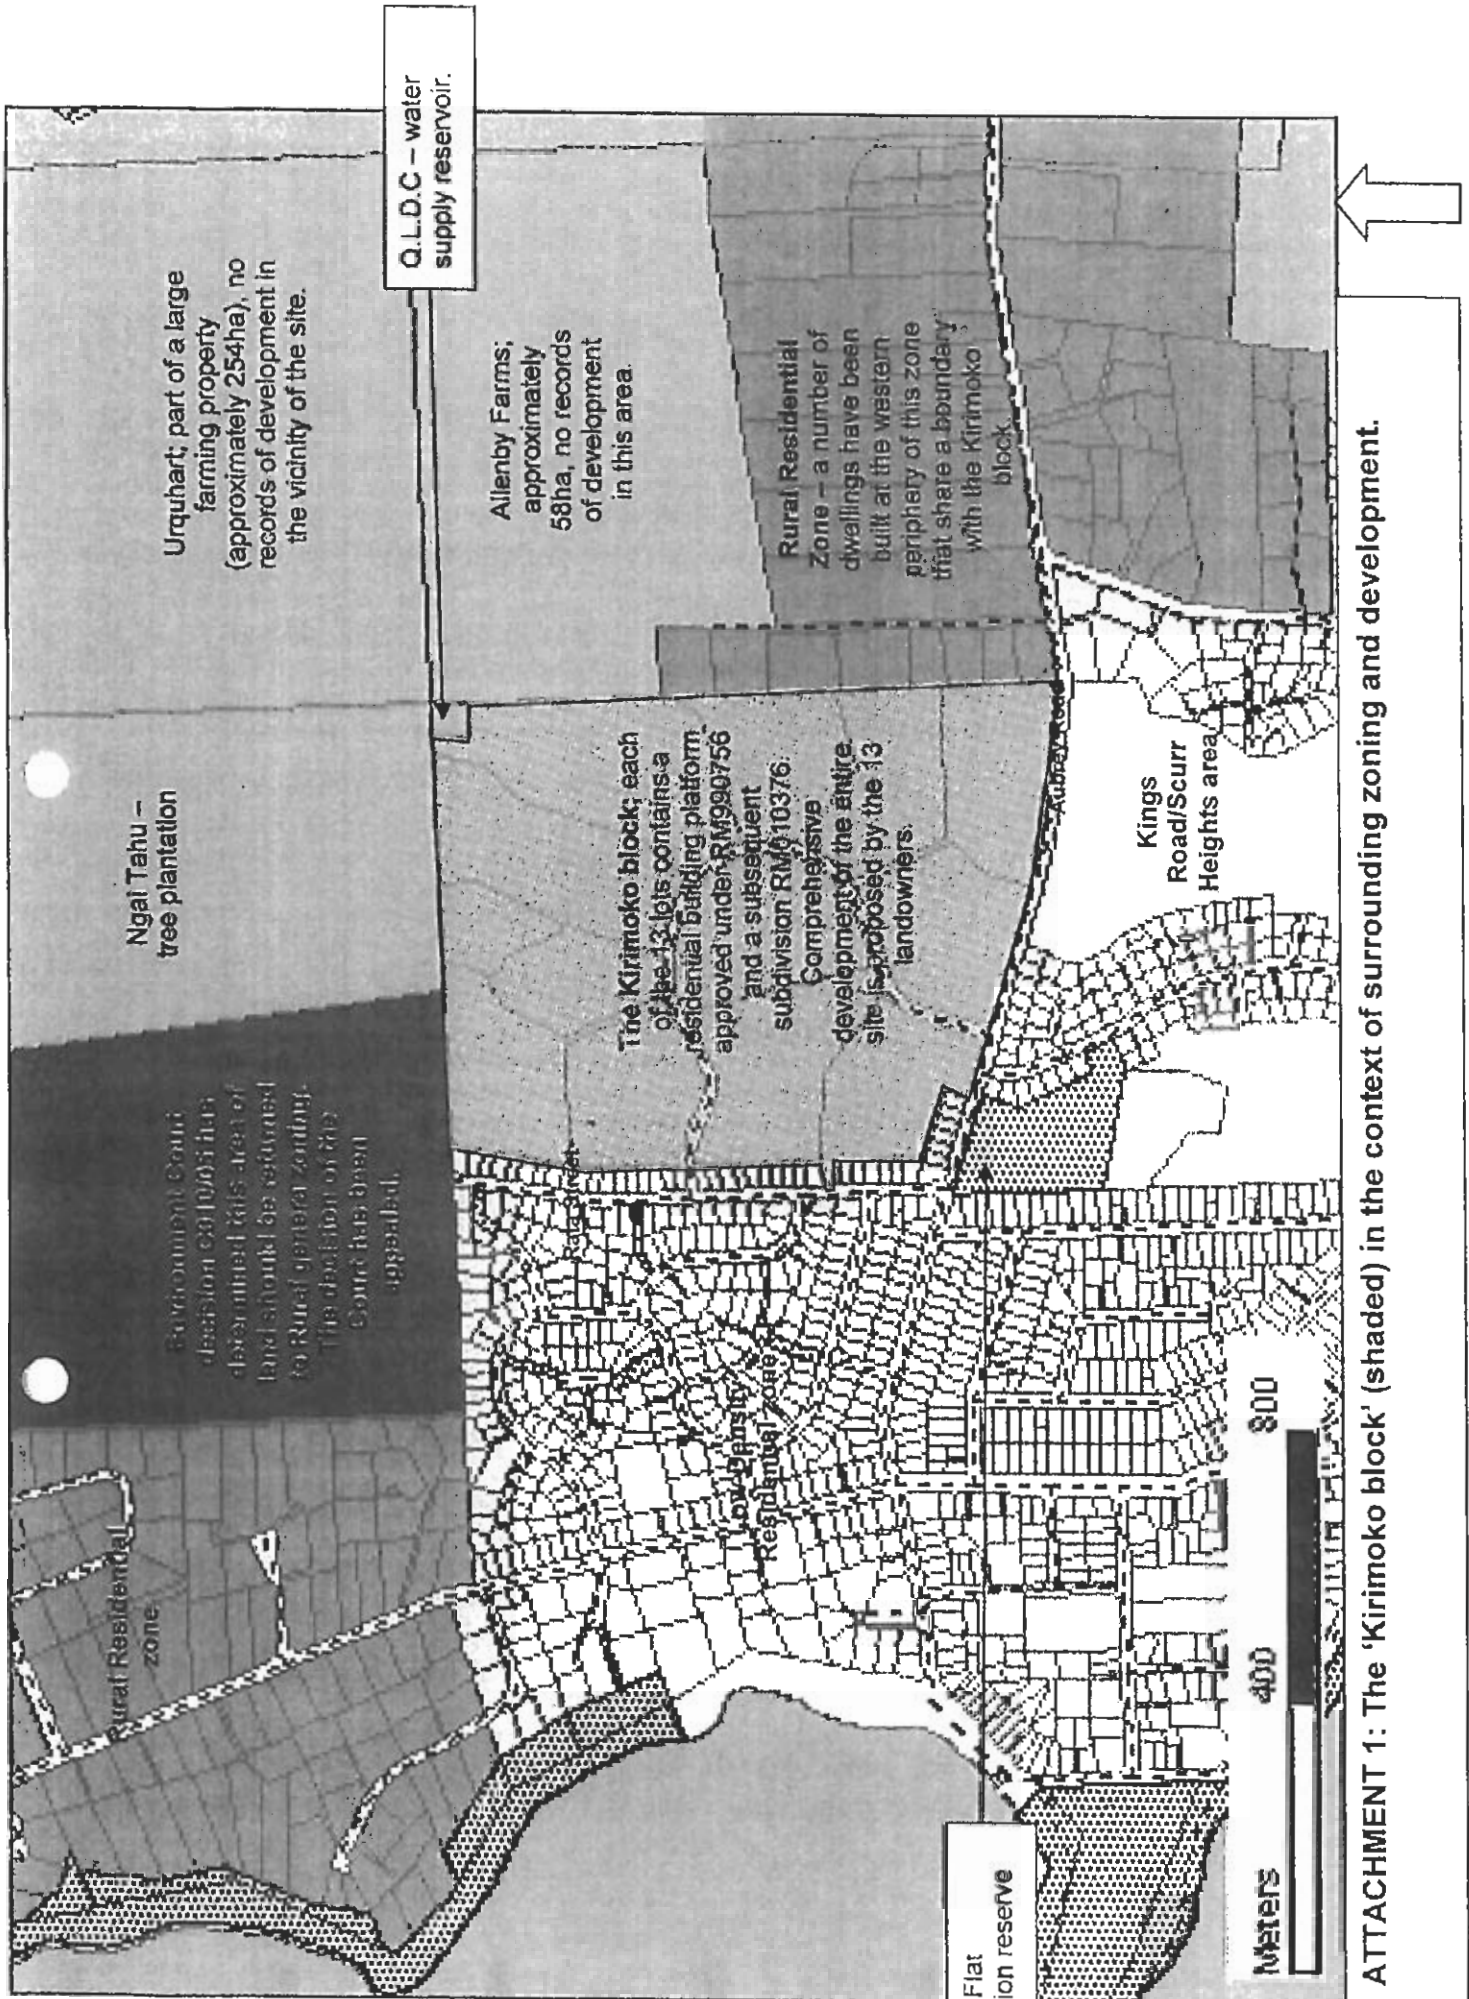 Rural Residential
zone
Environment Court
decision C010/05 has
determined this area of
land should be returned
to Rural general zoning.
The decision of the
Court has been
appealed.
Ngai Tahu –
tree plantation
Urquhart; part of a large
farming property
(approximately 254ha), no
records of development in
the vicinity of the site.
Q.L.D.C – water
supply reservoir.
Allenby Farms;
approximately
58ha, no records
of development
in this area.
Rural Residential
Zone – a number of
dwellings have been
built at the western
periphery of this zone
that share a boundary
with the Kirimoko
block.
The Kirimoko block; each
of the 13 lots contains a
residential building platform
approved under RM990756
and a subsequent
subdivision RM010376.
Comprehensive
development of the entire
site is proposed by the 13
landowners.
Rata Street
Low Density
Residential zone
Aubrey Road
Kings
Road/Scurr
Heights area
Flat
ion reserve
Meters
400
800
ATTACHMENT 1: The 'Kirimoko block' (shaded) in the context of surrounding zoning and development.